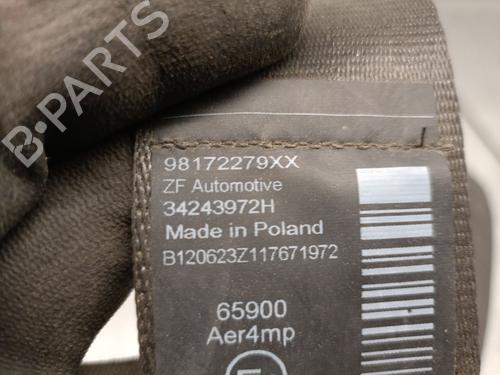 98172279XX
ZF Automotive
34243972H
Made in Poland
B120623Z117671972
65900
Aer4mp
B-PARTS